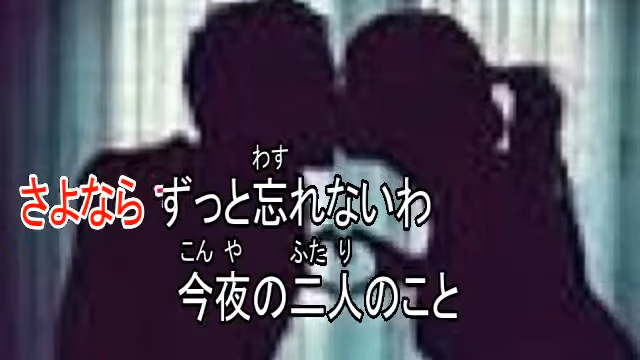 わす
さよなら ずっと忘れないわ
こん や ふた り
今夜の二人のこと